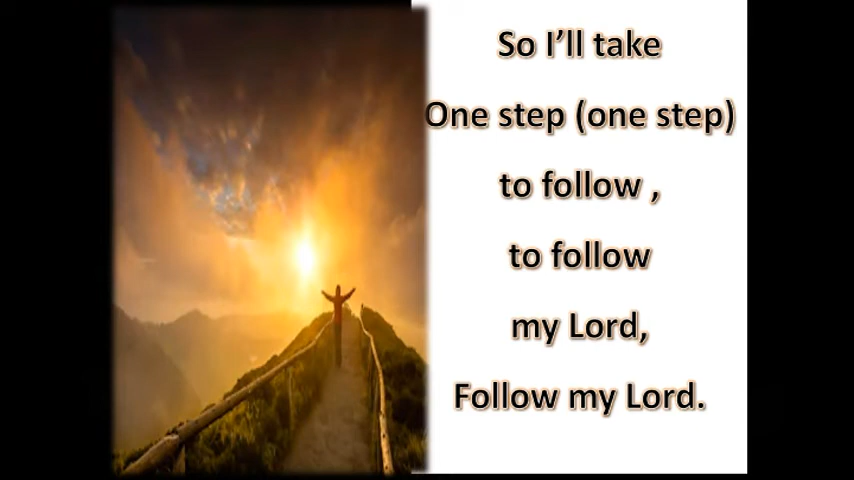 So I’ll take
One step (one step)
to follow ,
to follow
my Lord,
Follow my Lord.